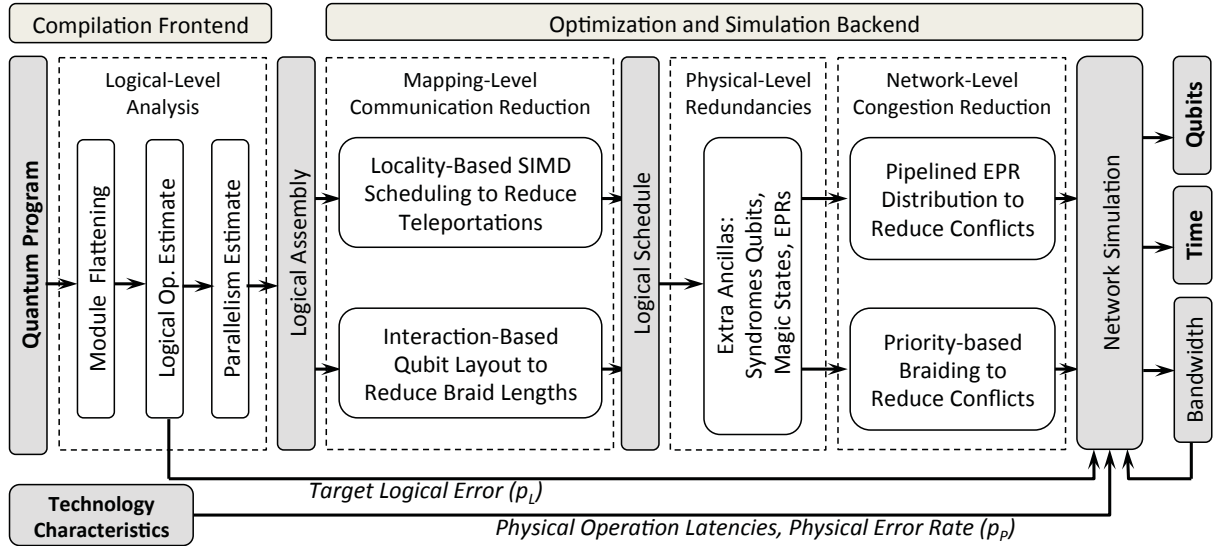 Compilation Frontend
Optimization and Simulation Backend
Quantum Program
Logical-Level
Analysis
Module Flattening
Logical Op. Estimate
Parallelism Estimate
Logical Assembly
Mapping-Level
Communication Reduction
Locality-Based SIMD
Scheduling to Reduce
Teleportations
Interaction-Based
Qubit Layout to
Reduce Braid Lengths
Logical Schedule
Physical-Level
Redundancies
Extra Ancillas:
Syndromes Qubits,
Magic States, EPRs
Network-Level
Congestion Reduction
Pipelined EPR
Distribution to
Reduce Conflicts
Priority-based
Braiding to
Reduce Conflicts
Network Simulation
Qubits
Time
Bandwidth
Target Logical Error (p_L)
Technology
Characteristics
Physical Operation Latencies, Physical Error Rate (p_P)